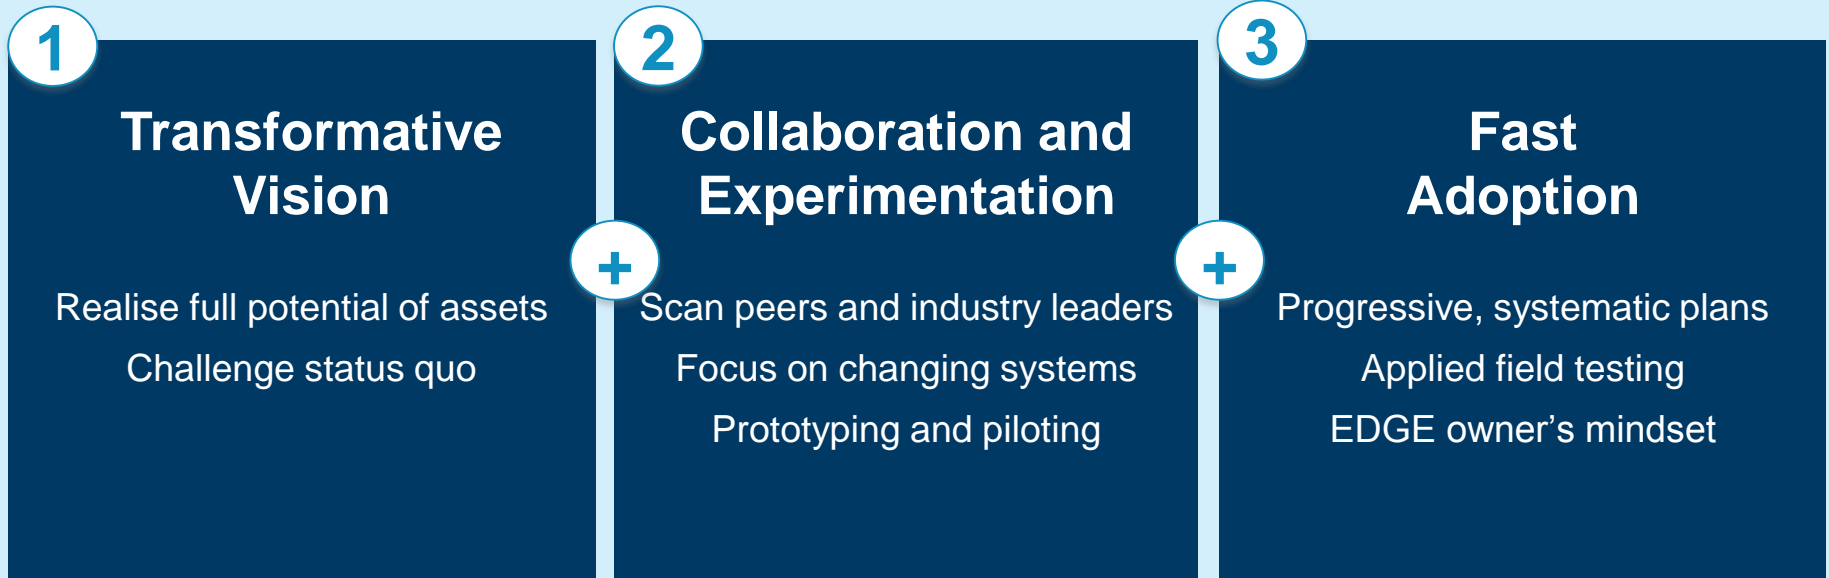 1
Transformative
Vision
Realise full potential of assets
Challenge status quo
+
2
Collaboration and
Experimentation
Scan peers and industry leaders
Focus on changing systems
Prototyping and piloting
+
3
Fast
Adoption
Progressive, systematic plans
Applied field testing
EDGE owner’s mindset